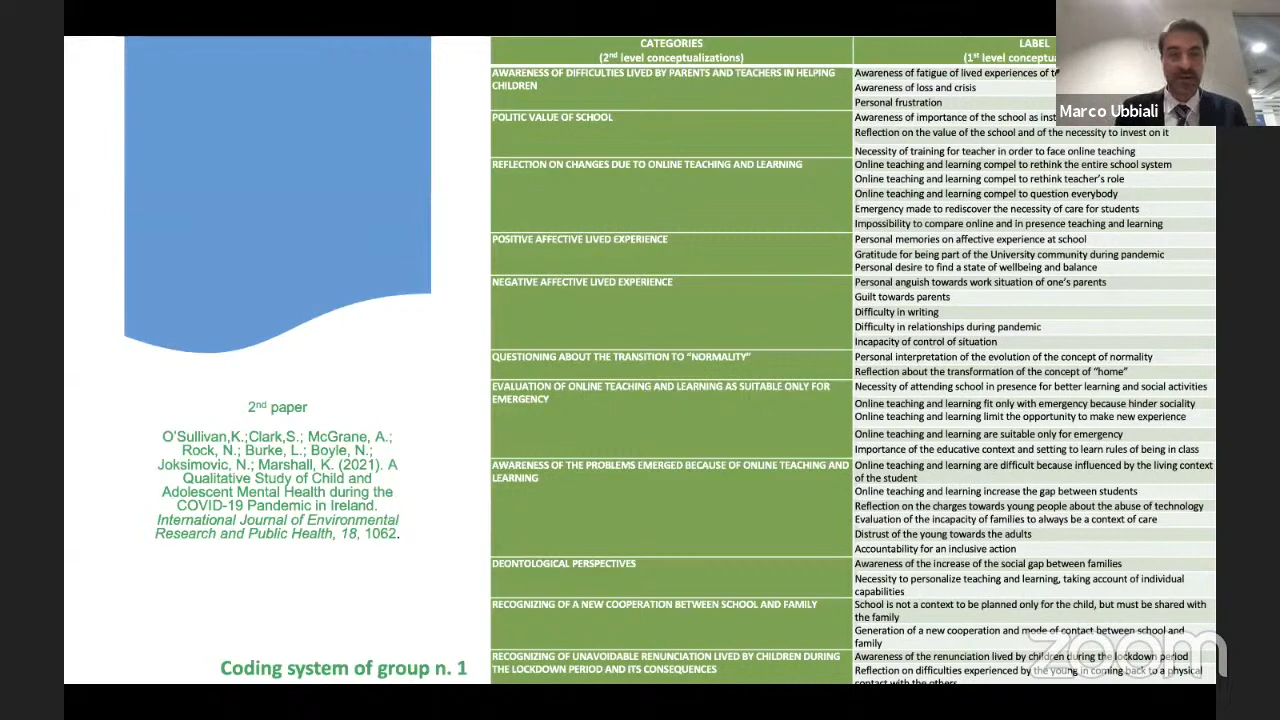 CATEGORIES
(2nd level conceptualizations)
LABEL
(1st level conceptua
AWARENESS OF DIFFICULTIES LIVED BY PARENTS AND TEACHERS IN HELPING
CHILDREN
Awareness of fatigue of lived experiences of
Awareness of loss and crisis
Personal frustration
POLITIC VALUE OF SCHOOL
Awareness of importance of the school as
Reflection on the value of the school and of the necessity to invest on it
Necessity of training for teacher in order to face online teaching
REFLECTION ON CHANGES DUE TO ONLINE TEACHING AND LEARNING
Online teaching and learning compel to rethink the entire school system
Online teaching and learning compel to rethink teacher's role
Online teaching and learning compel to question everybody
Emergency made to rediscover the necessity of care for students
Impossibility to compare online and in presence teaching and learning
POSITIVE AFFECTIVE LIVED EXPERIENCE
Personal memories on affective experience at school
Gratitude for being part of the University community during pandemic
Personal desire to find a state of wellbeing and balance
NEGATIVE AFFECTIVE LIVED EXPERIENCE
Personal anguish towards work situation of one's parents
Guilt towards parents
Difficulty in writing
Difficulty in relationships during pandemic
Incapacity of control of situation
QUESTIONING ABOUT THE TRANSITION TO "NORMALITY"
Personal interpretation of the evolution of the concept of normality
Reflection about the transformation of the concept of "home"
EVALUATION OF ONLINE TEACHING AND LEARNING AS SUITABLE ONLY FOR
EMERGENCY
Necessity of attending school in presence for better learning and social activities
Online teaching and learning fit only with emergency because hinder sociality
Online teaching and learning limit the opportunity to make new experience
Online teaching and learning are suitable only for emergency
Importance of the educative context and setting to learn rules of being in class
AWARENESS OF THE PROBLEMS EMERGED BECAUSE OF ONLINE TEACHING AND
LEARNING
Online teaching and learning are difficult because influenced by the living context
of the student
Online teaching and learning increase the gap between students
Reflection on the charges towards young people about the abuse of technology
Evaluation of the incapacity of families to always be a context of care
Distrust of the young towards the adults
Accountability for an inclusive action
DEONTOLOGICAL PERSPECTIVES
Awareness of the increase of the social gap between families
Necessity to personalize teaching and learning, taking account of individual
capabilities
RECOGNIZING OF A NEW COOPERATION BETWEEN SCHOOL AND FAMILY
School is not a context to be planned only for the child, but must be shared with
the family
Generation of a new cooperation and mode of contact between school and
family
RECOGNIZING OF UNAVOIDABLE RENUNCIATION LIVED BY CHILDREN DURING
THE LOCKDOWN PERIOD AND ITS CONSEQUENCES
Awareness of the renunciation lived by children during the lockdown period
Reflection on difficulties experienced by the young in coming back to a physical
contact with the others
2nd paper
O'Sullivan,K.;Clark,S.; McGrane, A.;
Rock, N.; Burke, L.; Boyle, N.;
Joksimovic, N.; Marshall, K. (2021). A
Qualitative Study of Child and
Adolescent Mental Health during the
COVID-19 Pandemic in Ireland.
International Journal of Environmental
Research and Public Health, 18, 1062.
Coding system of group n. 1
Marco Ubbiali
zoom